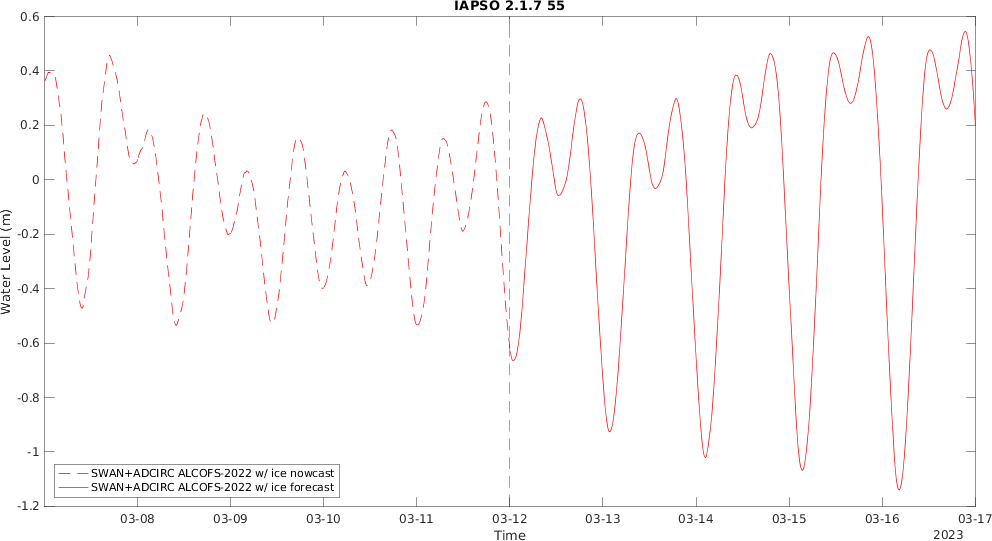 IAPSO 2.1.7 55
0.6
0.4
0.2
0
-0.2
-0.4
-0.6
-0.8
-1
-1.2
Water Level (m)
SWAN+ADCIRC ALCOFS-2022 w/ ice nowcast
SWAN+ADCIRC ALCOFS-2022 w/ ice forecast
03-08 03-09 03-10 03-11 03-12 03-13 03-14 03-15 03-16 03-17
Time
2023